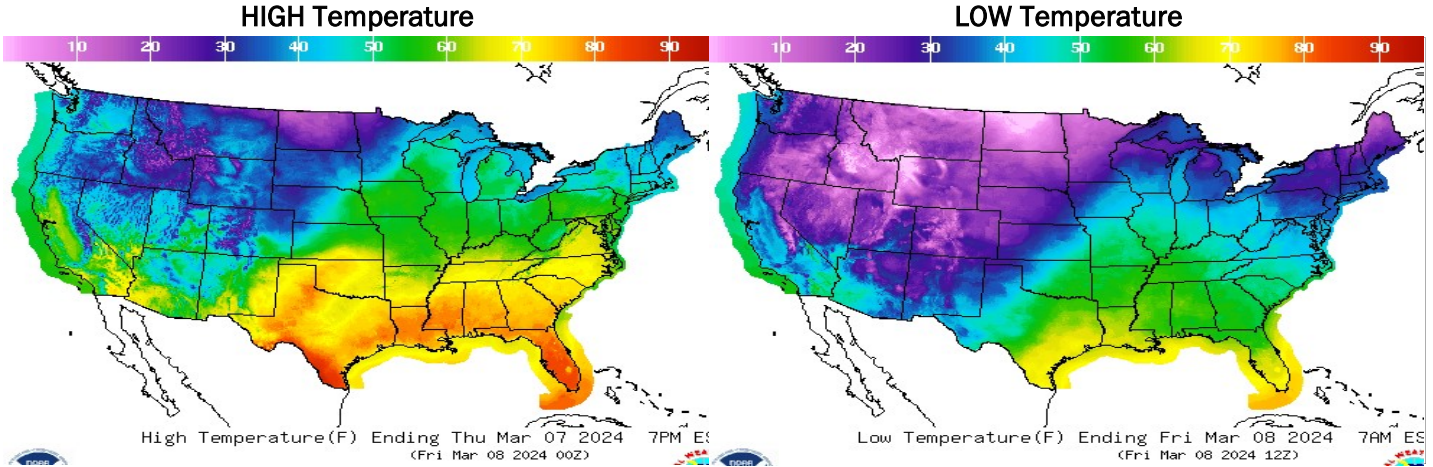 HIGH Temperature
LOW Temperature
10 20 30 40 50 60 70 80 90
10 20 30 40 50 60 70 80 90
High Temperature(F) Ending Thu Mar 07 2024 7PM ES
(Fri Mar 08 2024 00Z)
Low Temperature(F) Ending Fri Mar 08 2024 7AM ES
(Fri Mar 08 2024 12Z)